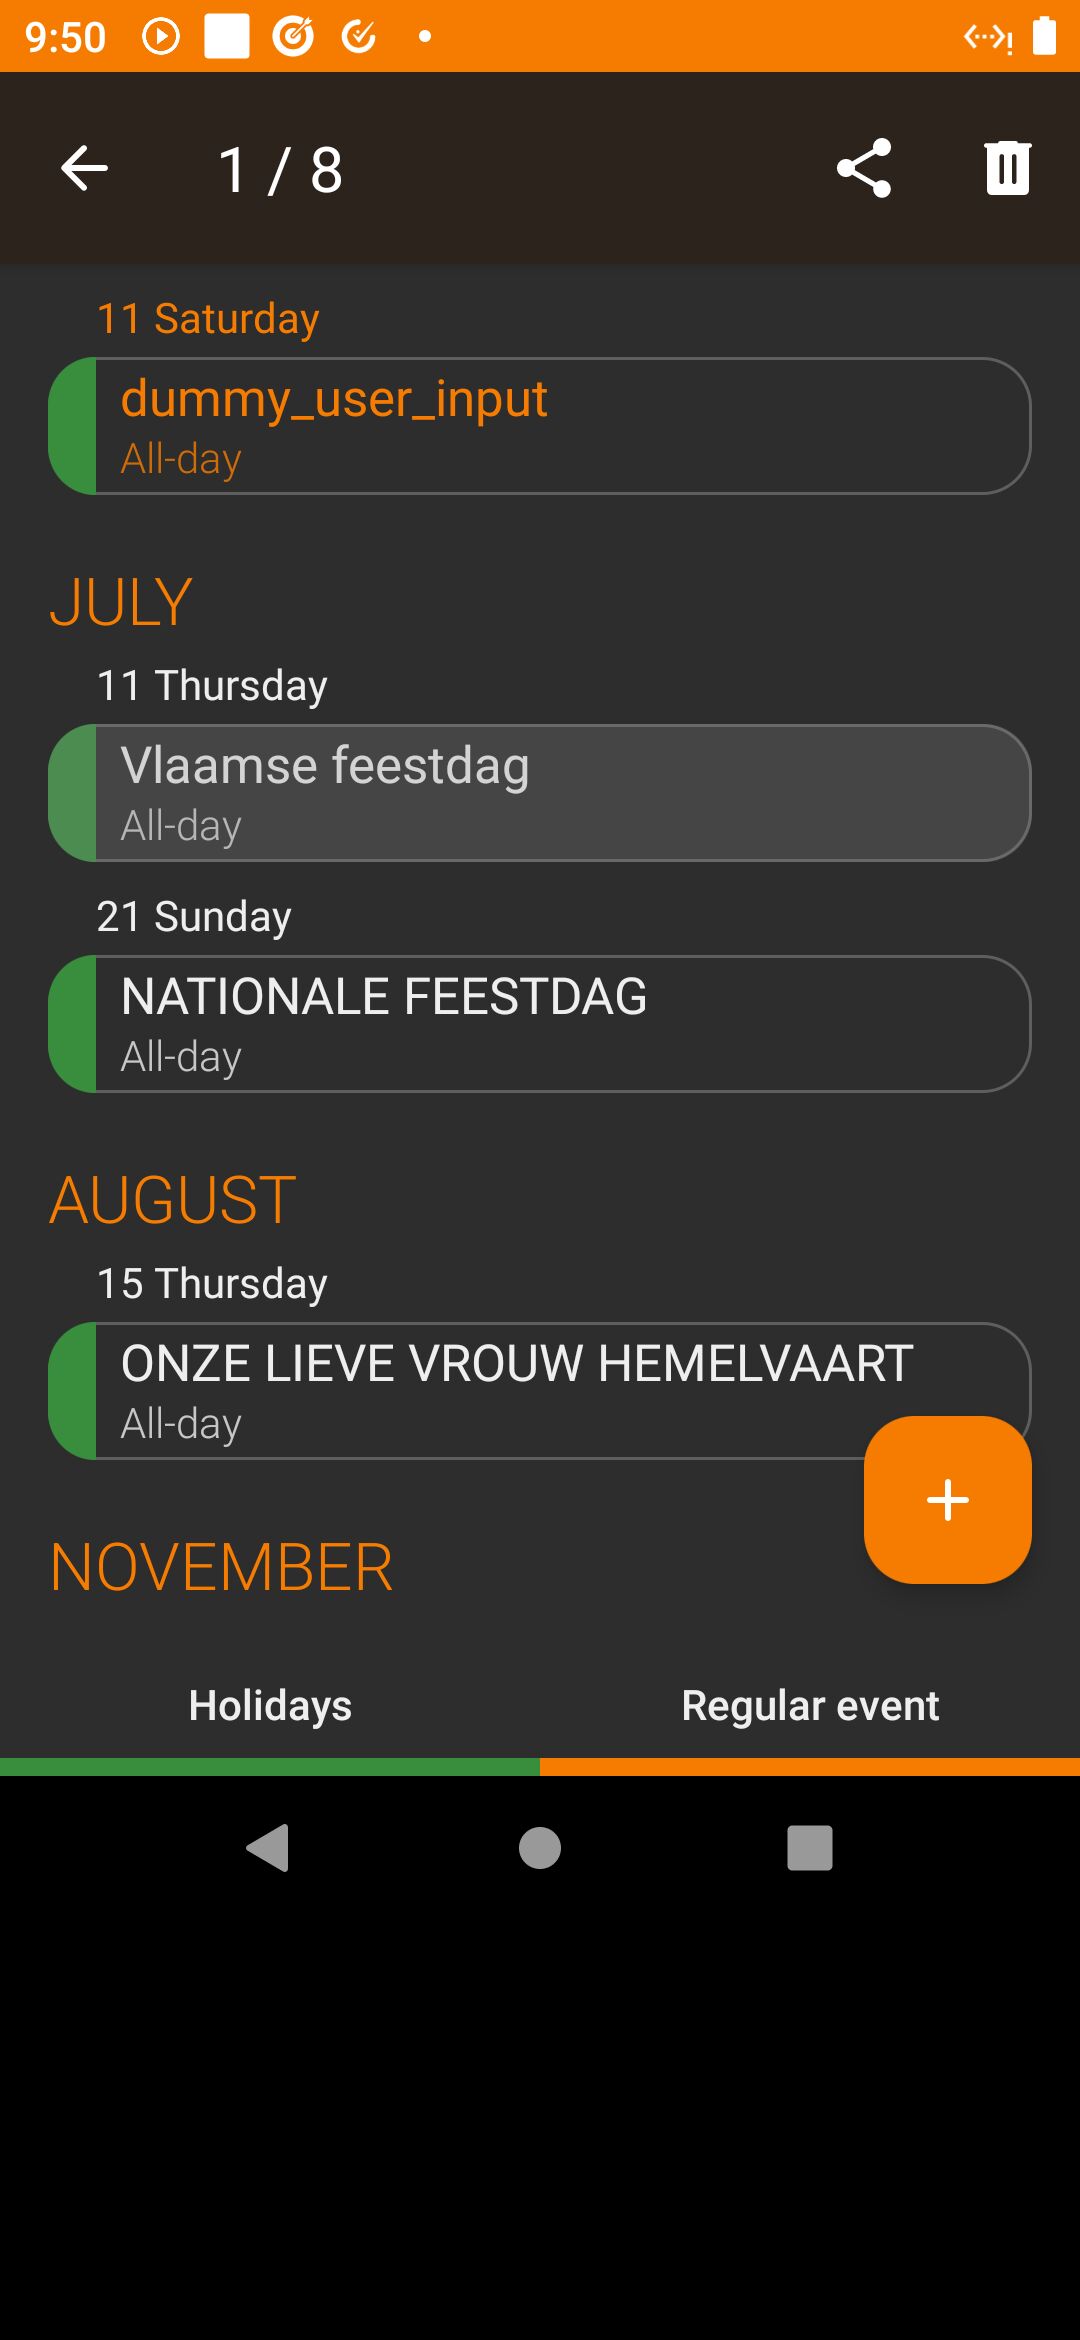 9:50
1 / 8
11 Saturday
dummy_user_input
All-day
JULY
11 Thursday
Vlaamse feestdag
All-day
21 Sunday
NATIONALE FEESTDAG
All-day
AUGUST
15 Thursday
ONZE LIEVE VROUW HEMELVAART
All-day
NOVEMBER
Holidays
Regular event